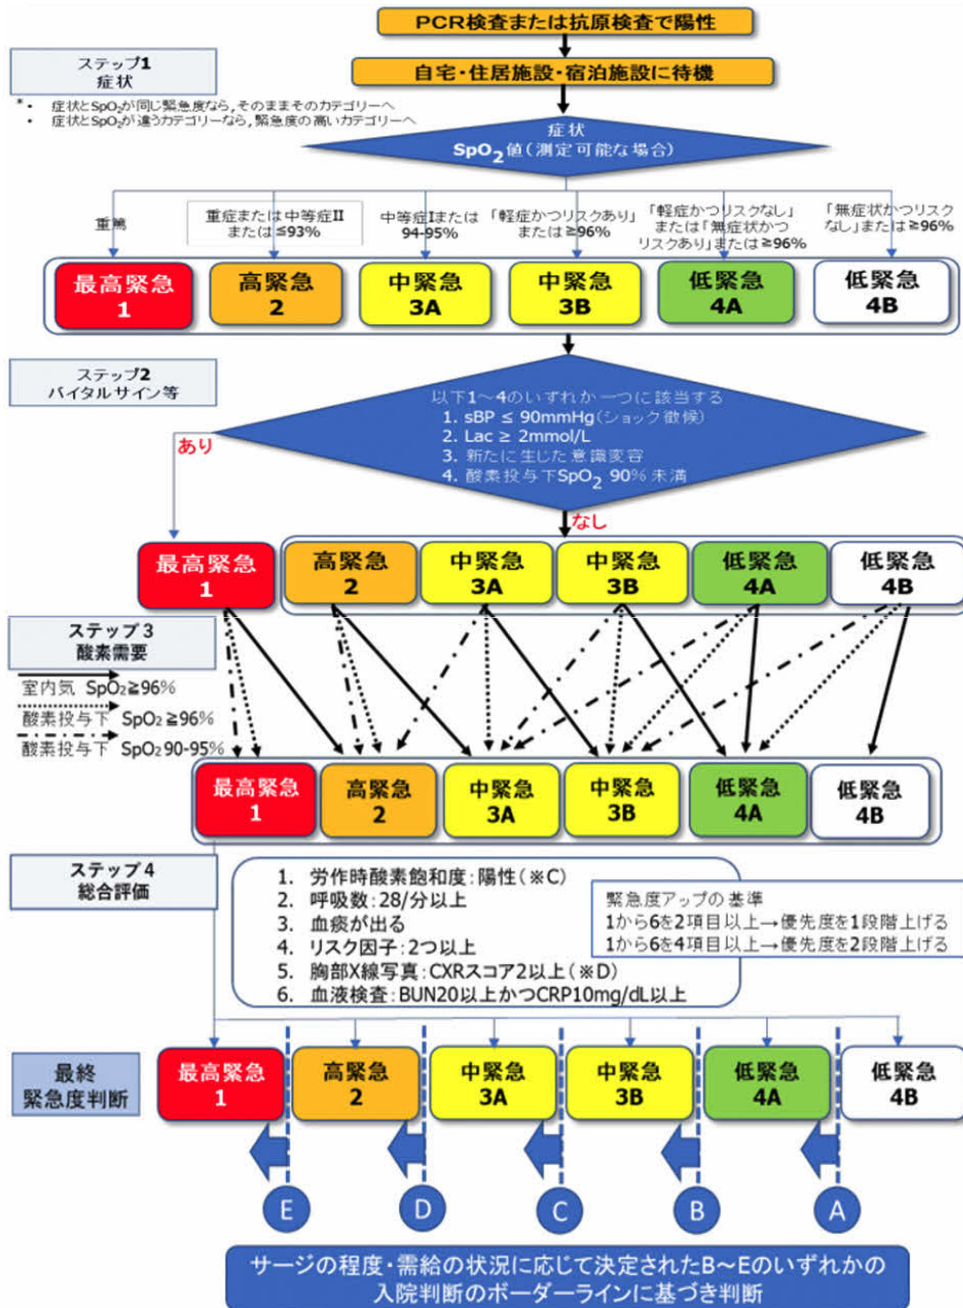 PCR検査または抗原検査で陽性
自宅・住居施設・宿泊施設に待機
ステップ1
症状
*・ 症状とSpO₂が同じ緊急度なら,そのままそのカテゴリーへ
・ 症状とSpO₂が違うカテゴリーなら,緊急度の高いカテゴリーへ
症状
SpO₂値(測定可能な場合)
重篤
重症または中等症II
または≦93%
中等症Iまたは
94-95%
「軽症かつリスクあり」
または≧96%
「軽症かつリスクなし」
または「無症状かつ
リスクあり」または≧96%
「無症状かつリスク
なし」または≧96%
最高緊急
1
高緊急
2
中緊急
3A
中緊急
3B
低緊急
4A
低緊急
4B
ステップ2
バイタルサイン等
以下1～4のいずれか一つに該当する
1. sBP ≤ 90mmHg(ショック徴候)
2. Lac ≥ 2mmol/L
3. 新たに生じた意識変容
4. 酸素投与下SpO₂ 90%未満
あり
なし
最高緊急
1
高緊急
2
中緊急
3A
中緊急
3B
低緊急
4A
低緊急
4B
ステップ3
酸素需要
室内気 SpO₂≧96%
酸素投与下 SpO₂≧96%
酸素投与下 SpO₂90-95%
最高緊急
1
高緊急
2
中緊急
3A
中緊急
3B
低緊急
4A
低緊急
4B
ステップ4
総合評価
1. 労作時酸素飽和度:陽性(※C)
2. 呼吸数:28/分以上
3. 血痰が出る
4. リスク因子:2つ以上
5. 胸部X線写真:CXRスコア2以上(※D)
6. 血液検査:BUN20以上かつCRP10mg/dL以上
緊急度アップの基準
1から6を2項目以上→優先度を1段階上げる
1から6を4項目以上→優先度を2段階上げる
最終
緊急度判断
最高緊急
1
高緊急
2
中緊急
3A
中緊急
3B
低緊急
4A
低緊急
4B
E
D
C
B
A
サージの程度・需給の状況に応じて決定されたB～Eのいずれかの
入院判断のボーダーラインに基づき判断